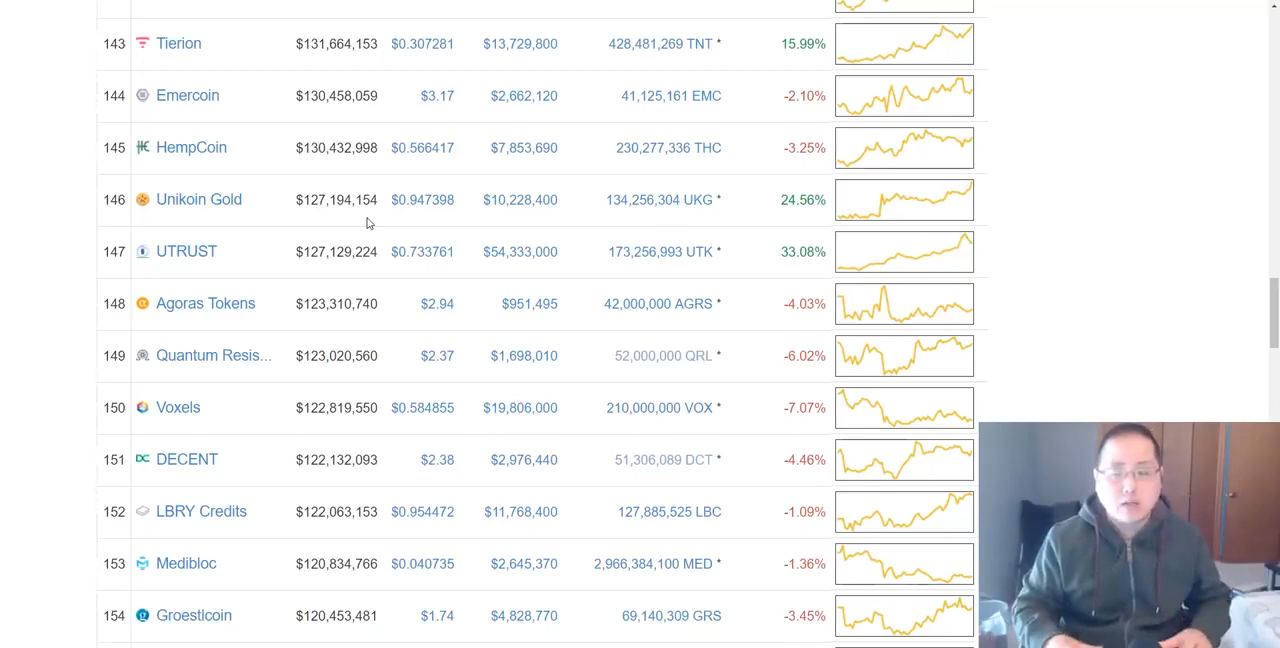 143 Tierion $131,664,153 $0.307281 $13,729,800 428,481,269 TNT * 15.99%
144 Emercoin $130,458,059 $3.17 $2,662,120 41,125,161 EMC -2.10%
145 HempCoin $130,432,998 $0.566417 $7,853,690 230,277,336 THC -3.25%
146 Unikoin Gold $127,194,154 $0.947398 $10,228,400 134,256,304 UKG * 24.56%
147 UTRUST $127,129,224 $0.733761 $54,333,000 173,256,993 UTK * 33.08%
148 Agoras Tokens $123,310,740 $2.94 $951,495 42,000,000 AGRS * -4.03%
149 Quantum Resis... $123,020,560 $2.37 $1,698,010 52,000,000 QRL * -6.02%
150 Voxels $122,819,550 $0.584855 $19,806,000 210,000,000 VOX * -7.07%
151 DECENT $122,132,093 $2.38 $2,976,440 51,306,089 DCT * -4.46%
152 LBRY Credits $122,063,153 $0.954472 $11,768,400 127,885,525 LBC -1.09%
153 Medibloc $120,834,766 $0.040735 $2,645,370 2,966,384,100 MED * -1.36%
154 Groestlcoin $120,453,481 $1.74 $4,828,770 69,140,309 GRS -3.45%